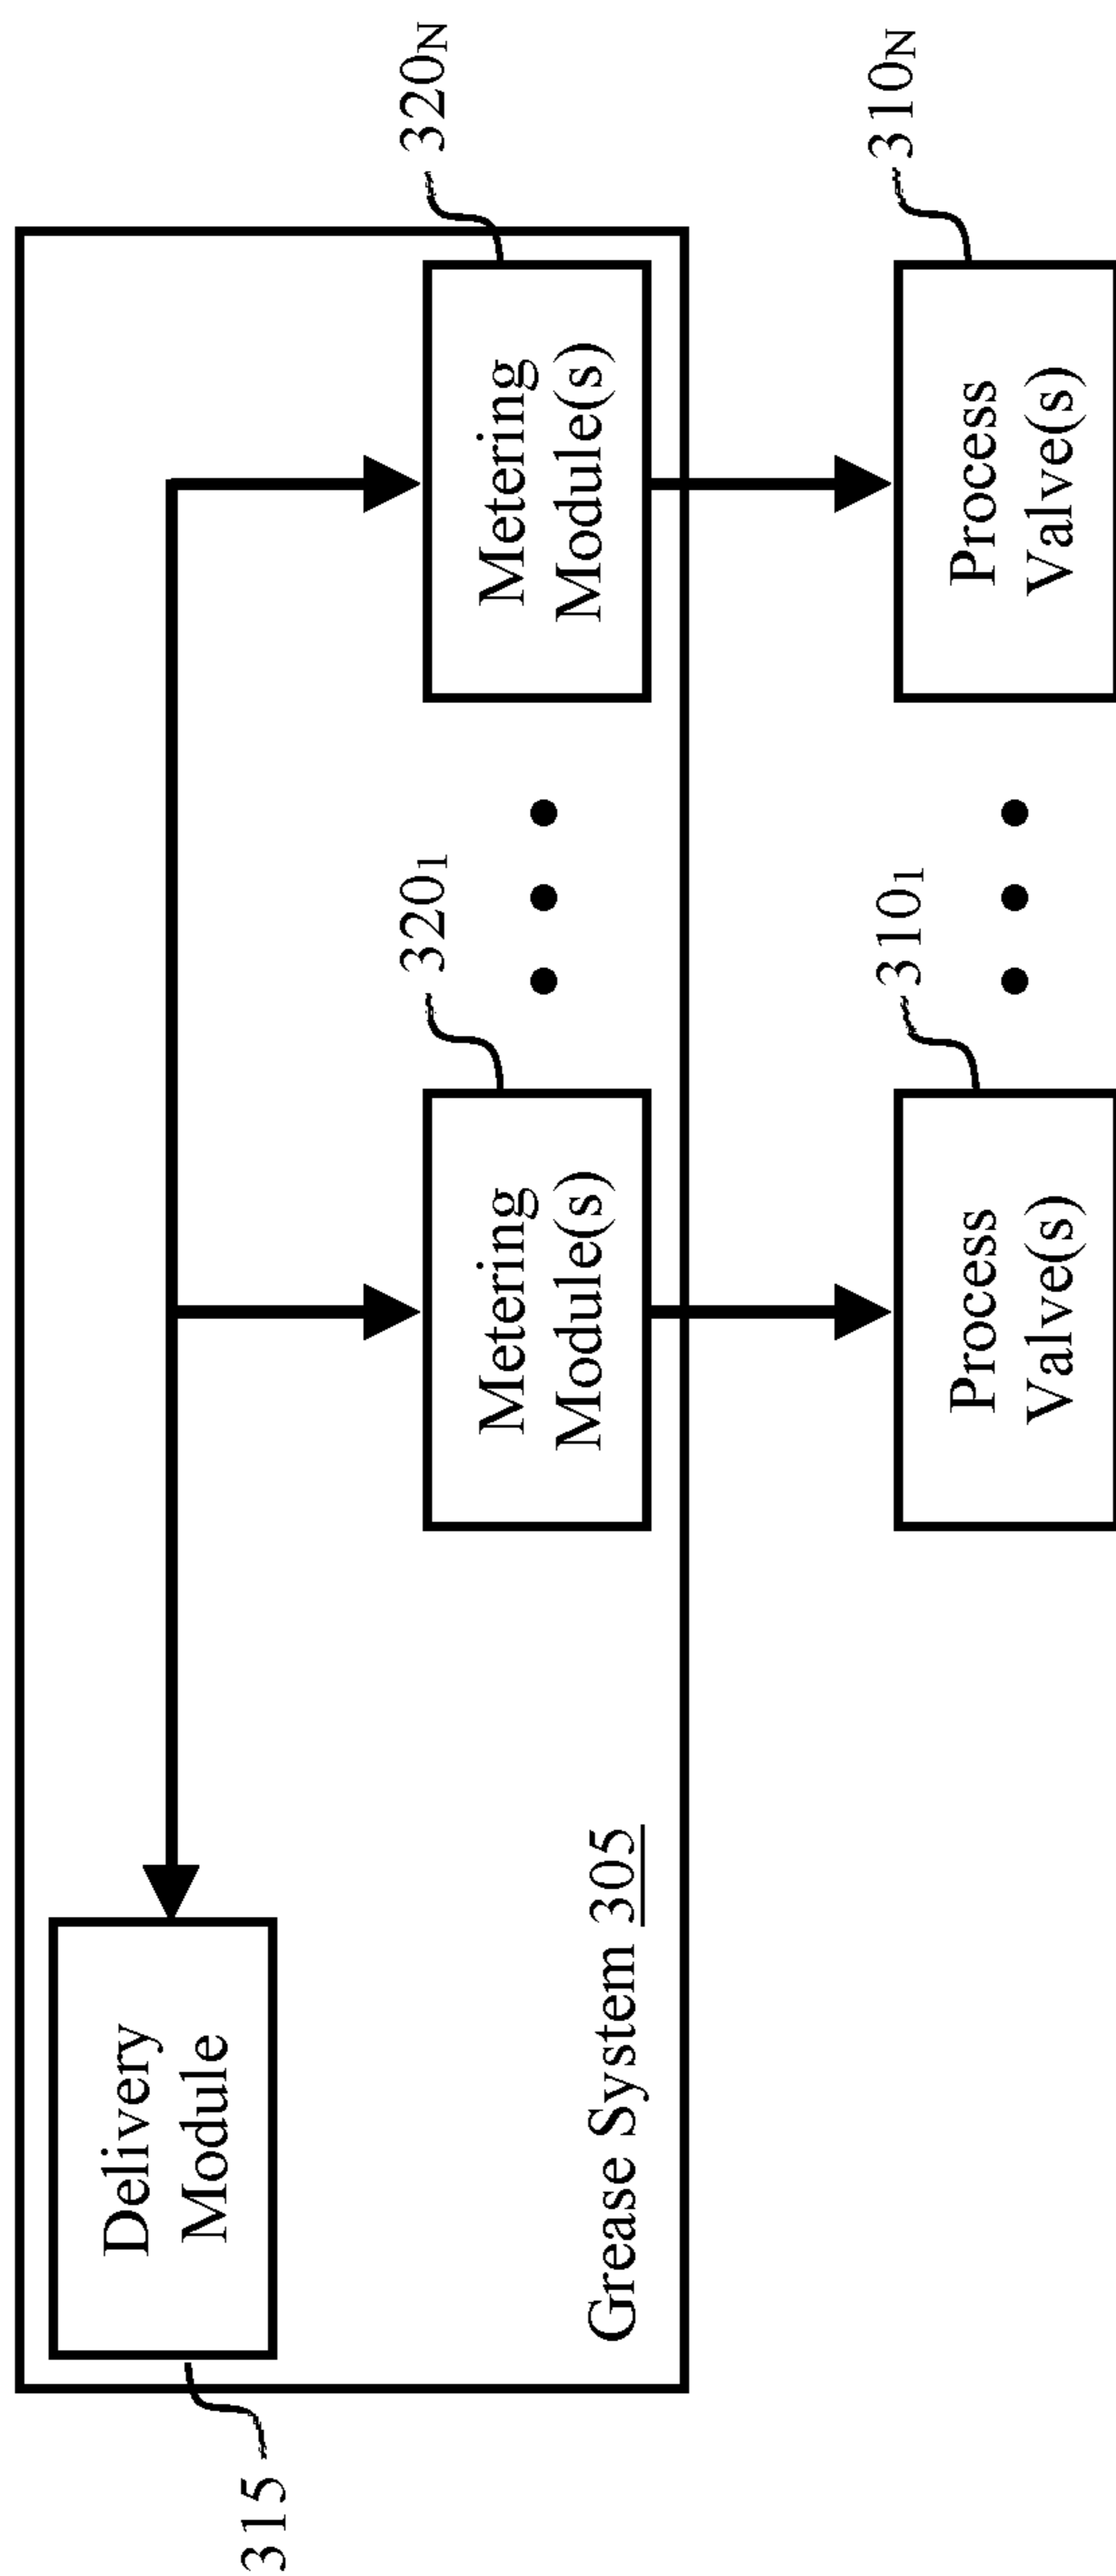 315
Delivery
Module
Grease System 305
320₁
Metering
Module(s)
320N
Metering
Module(s)
310₁
Process
Valve(s)
310N
Process
Valve(s)